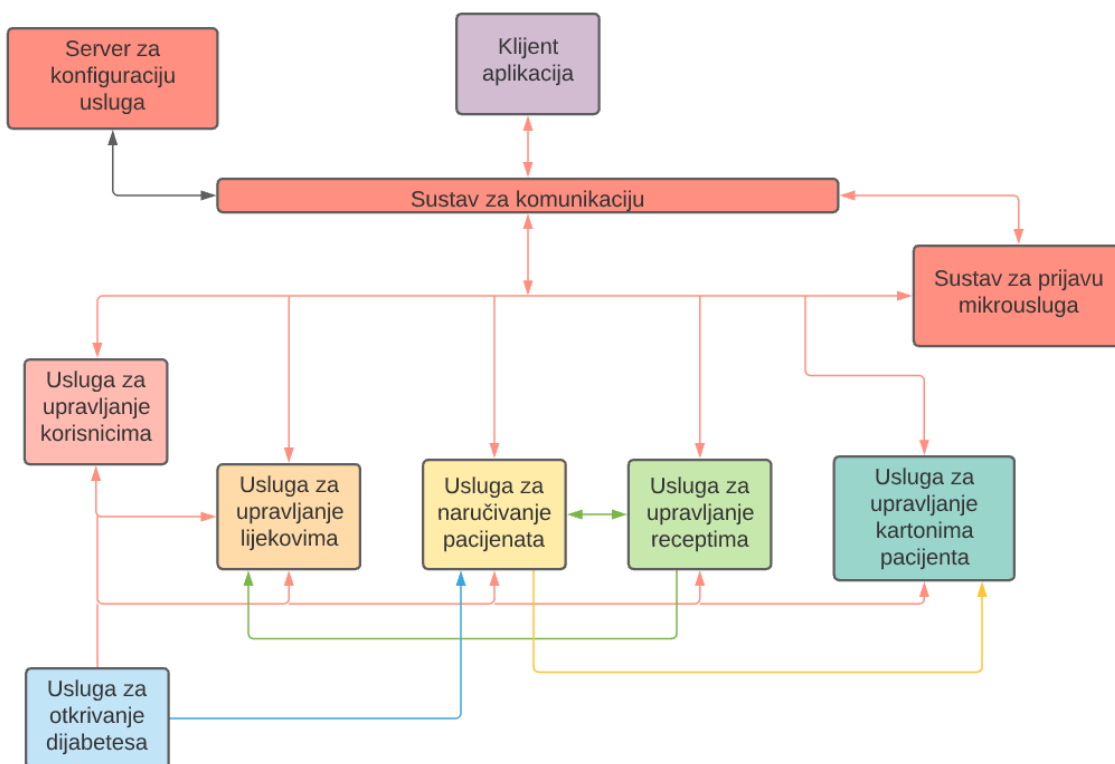 Server za
konfiguraciju
usluga
Klijent
aplikacija
Sustav za komunikaciju
Sustav za prijavu
mikrousluga
Usluga za
upravljanje
korisnicima
Usluga za
upravljanje
lijekovima
Usluga za
naručivanje
pacijenata
Usluga za
upravljanje
receptima
Usluga za
upravljanje
kartonima
pacijenta
Usluga za
otkrivanje
dijabetesa